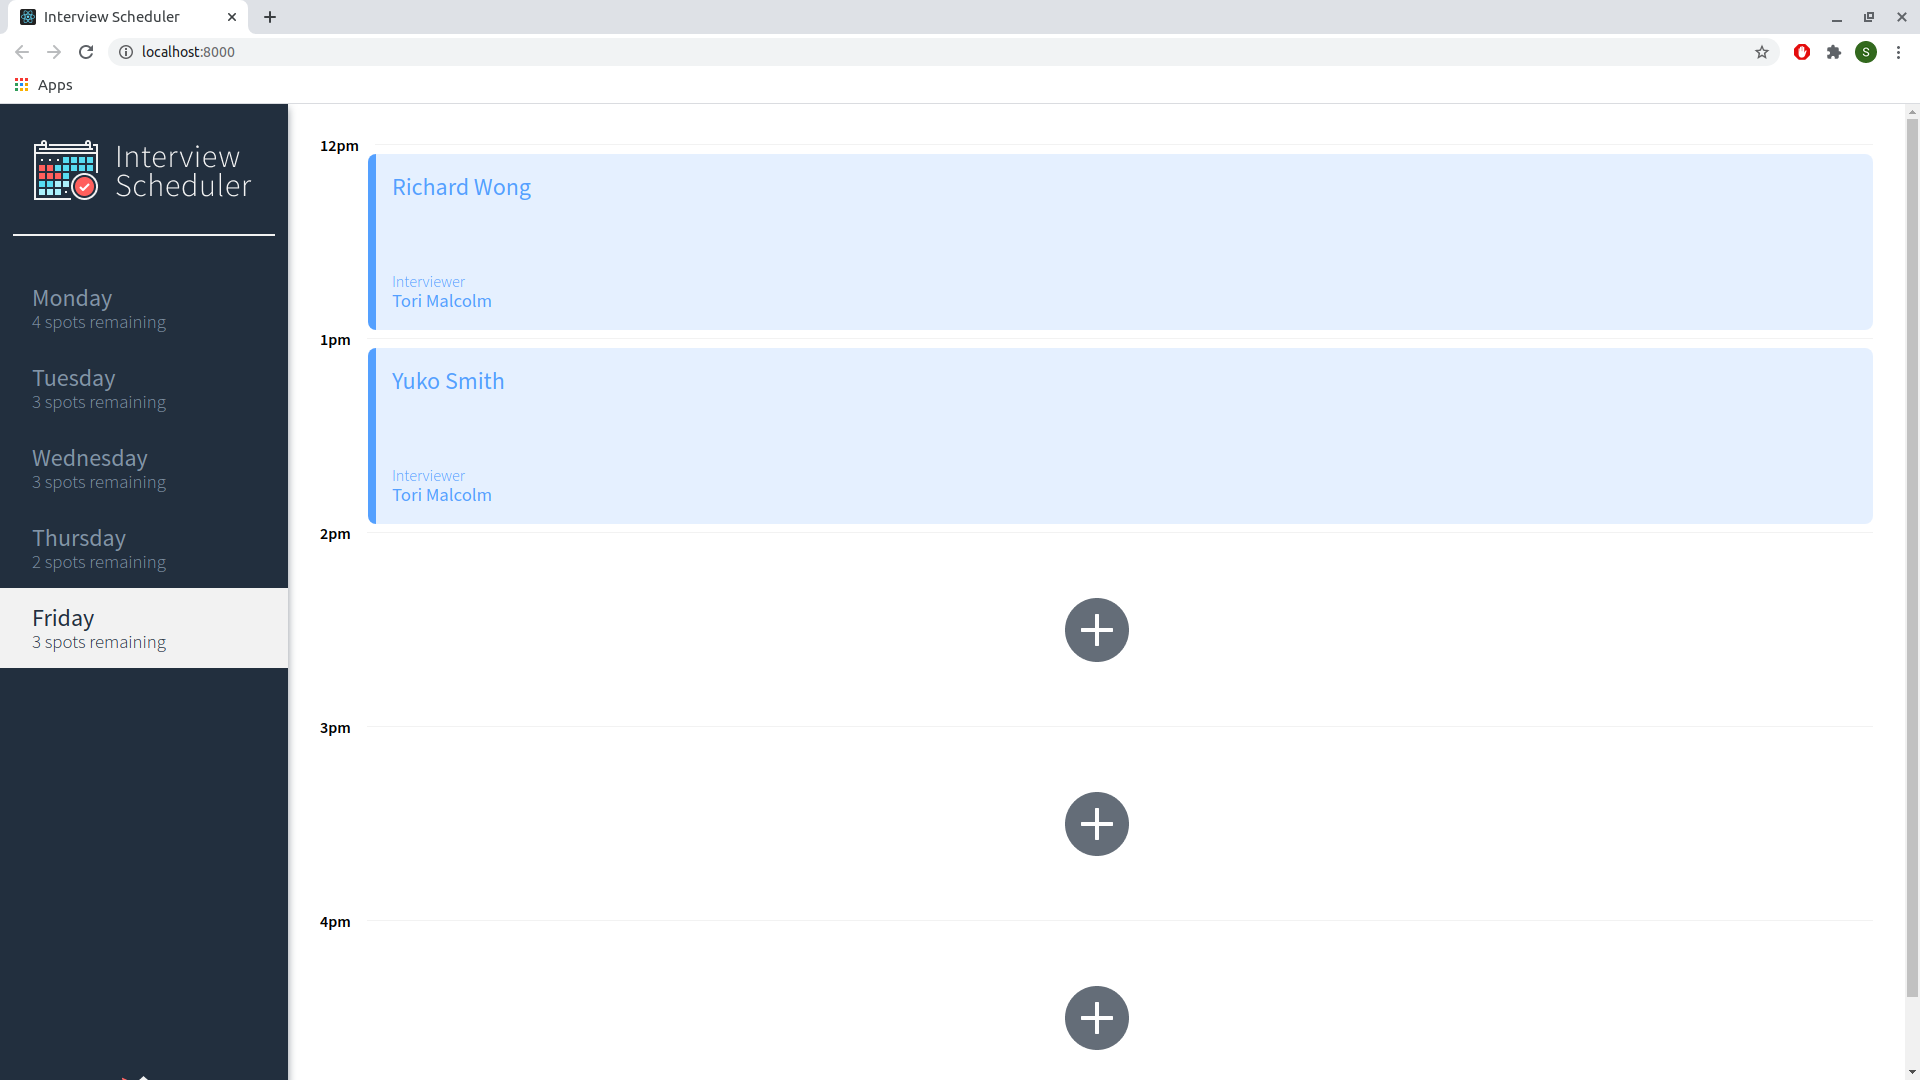 Interview Scheduler
localhost:8000
S
Apps
Interview
Scheduler
Monday
4 spots remaining
Tuesday
3 spots remaining
Wednesday
3 spots remaining
Thursday
2 spots remaining
Friday
3 spots remaining
12pm
Richard Wong
Interviewer
Tori Malcolm
1pm
Yuko Smith
Interviewer
Tori Malcolm
2pm
3pm
4pm